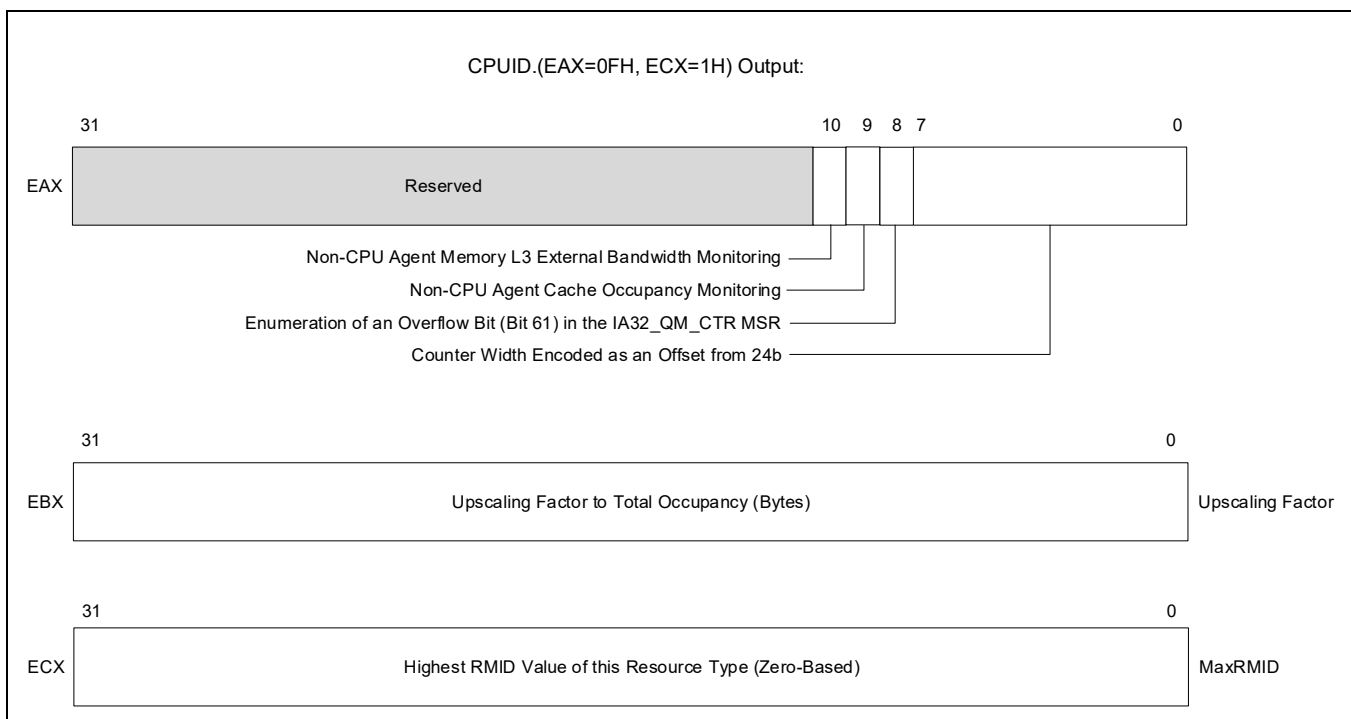 CPUID.(EAX=0FH, ECX=1H) Output:
31 10 9 8 7 0
EAX Reserved
Non-CPU Agent Memory L3 External Bandwidth Monitoring
Non-CPU Agent Cache Occupancy Monitoring
Enumeration of an Overflow Bit (Bit 61) in the IA32_QM_CTR MSR
Counter Width Encoded as an Offset from 24b
31 0
EBX Upscaling Factor to Total Occupancy (Bytes) Upscaling Factor
31 0
ECX Highest RMID Value of this Resource Type (Zero-Based) MaxRMID